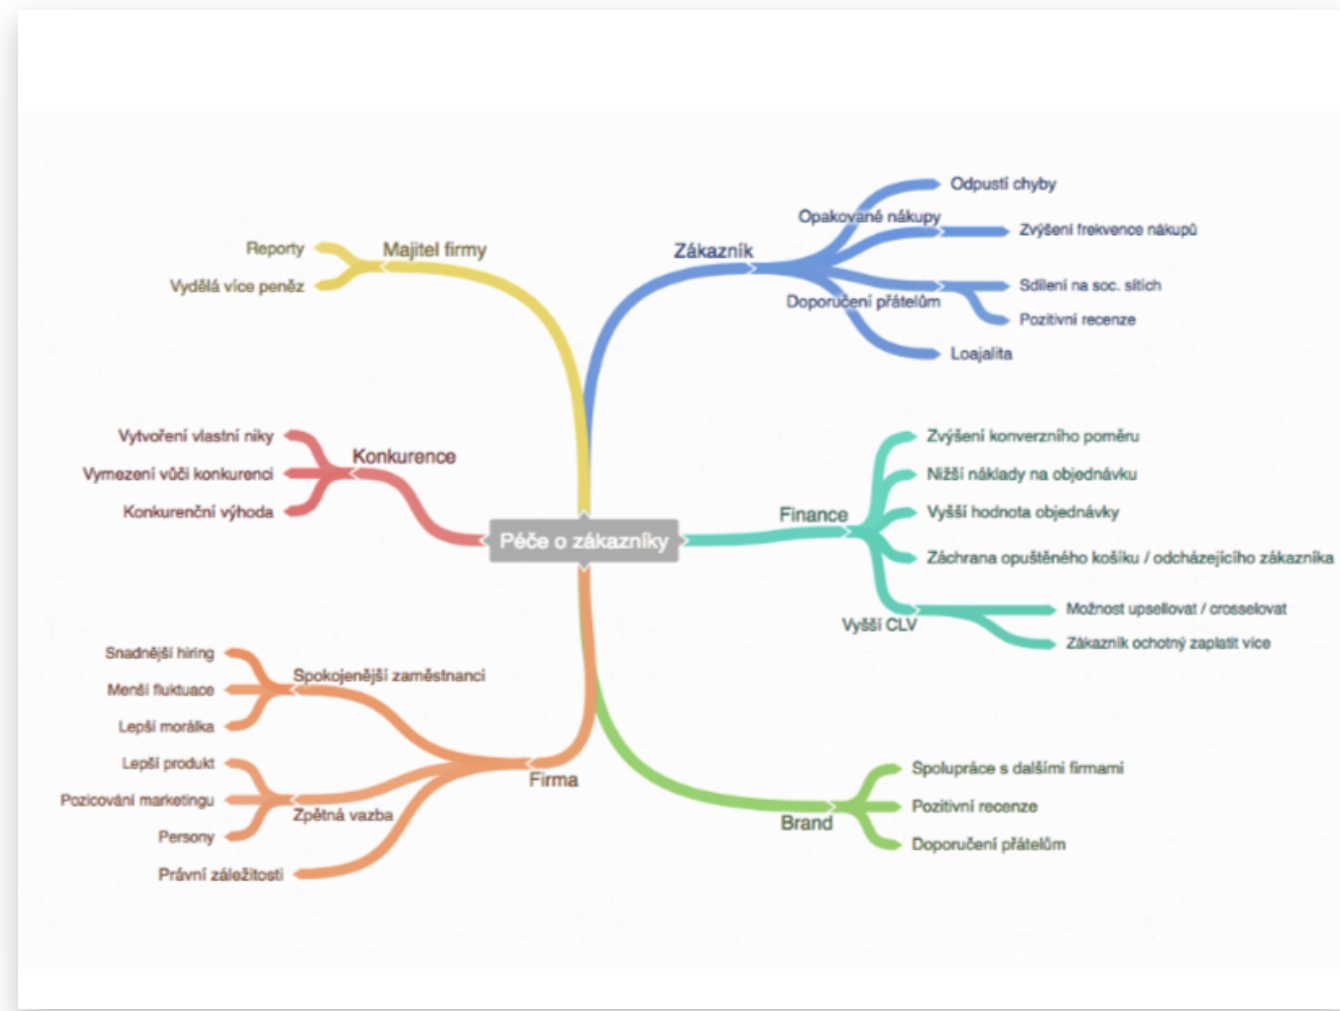 Odpustí chyby
Opakované nákupy
Zvýšení frekvence nákupů
Zákazník
Sdílení na soc. sítích
Doporučení přátelům
Pozitivní recenze
Loajalita
Reporty
Majitel firmy
Vydělá více peněz
Vytvoření vlastní niky
Konkurence
Vymezení vůči konkurenci
Konkurenční výhoda
Péče o zákazníky
Zvýšení konverzního poměru
Nižší náklady na objednávku
Finance
Vyšší hodnota objednávky
Záchrana opuštěného košíku / odcházejícího zákazníka
Možnost upsellovat / crosselovat
Vyšší CLV
Zákazník ochotný zaplatit více
Snadnější hiring
Spokojenější zaměstnanci
Menší fluktuace
Lepší morálka
Lepší produkt
Firma
Pozicování marketingu
Zpětná vazba
Persony
Právní záležitosti
Spolupráce s dalšími firmami
Pozitivní recenze
Brand
Doporučení přátelům